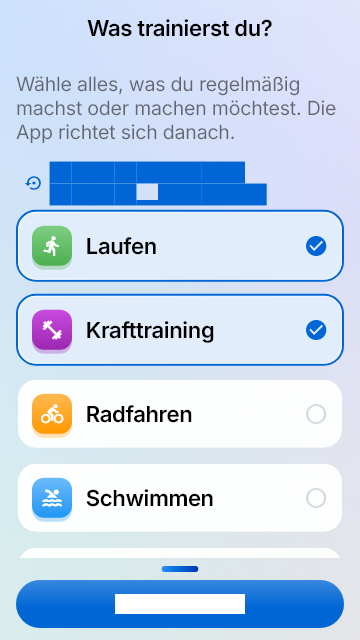 Was trainierst du?
Wähle alles, was du regelmäßig
machst oder machen möchtest. Die
App richtet sich danach.
Laufen
Krafttraining
Radfahren
Schwimmen